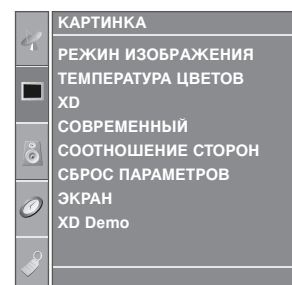 КАРТИНКА
РЕЖИН ИЗОБРАЖЕНИЯ
ТЕМПЕРАТУРА ЦВЕТОВ
XD
СОВРЕМЕННЫЙ
СООТНОШЕНИЕ СТОРОН
СБРОС ПАРАМЕТРОВ
ЭКРАН
XD Demo